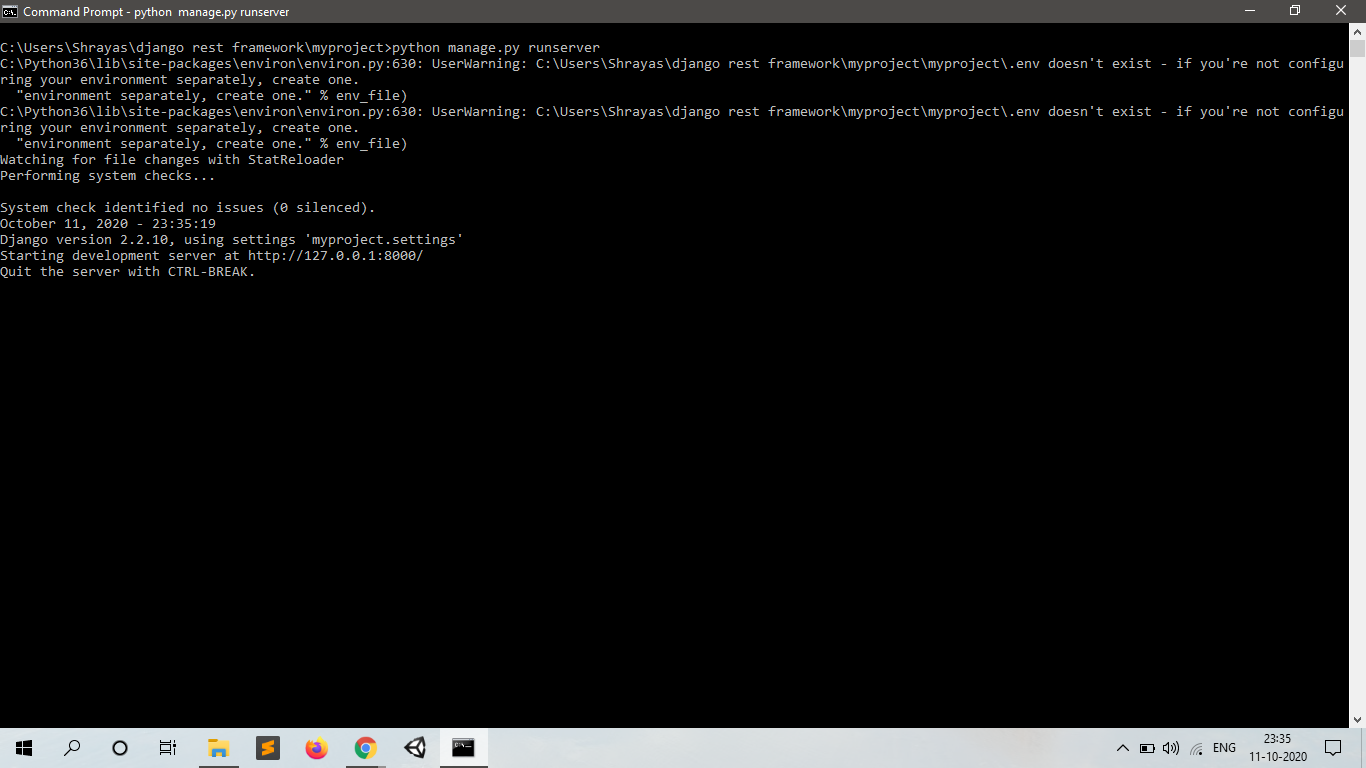 Command Prompt - python  manage.py runserver
C:\Users\Shrayas\django rest framework\myproject>python manage.py runserver
C:\Python36\lib\site-packages\environ\environ.py:630: UserWarning: C:\Users\Shrayas\django rest framework\myproject\myproject\.env doesn't exist - if you're not configu
ring your environment separately, create one.
  "environment separately, create one." % env_file)
C:\Python36\lib\site-packages\environ\environ.py:630: UserWarning: C:\Users\Shrayas\django rest framework\myproject\myproject\.env doesn't exist - if you're not configu
ring your environment separately, create one.
  "environment separately, create one." % env_file)
Watching for file changes with StatReloader
Performing system checks...

System check identified no issues (0 silenced).
October 11, 2020 - 23:35:19
Django version 2.2.10, using settings 'myproject.settings'
Starting development server at http://127.0.0.1:8000/
Quit the server with CTRL-BREAK.
ENG
23:35
11-10-2020